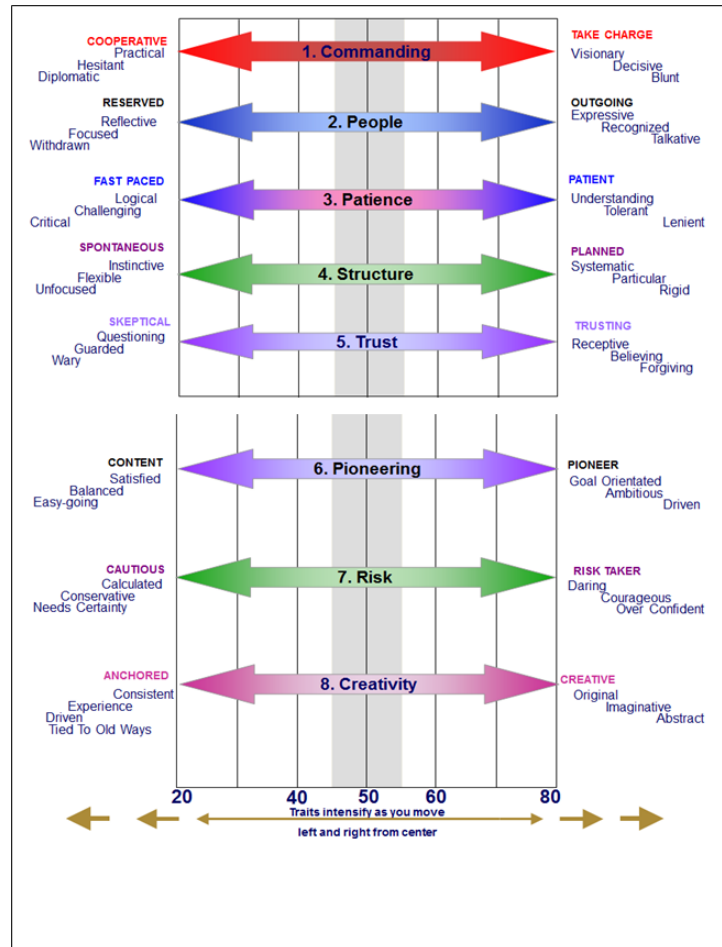 COOPERATIVE
Practical
Hesitant
Diplomatic
1. Commanding
TAKE CHARGE
Visionary
Decisive
Blunt
RESERVED
Reflective
Focused
Withdrawn
2. People
OUTGOING
Expressive
Recognized
Talkative
FAST PACED
Logical
Challenging
Critical
3. Patience
PATIENT
Understanding
Tolerant
Lenient
SPONTANEOUS
Instinctive
Flexible
Unfocused
4. Structure
PLANNED
Systematic
Particular
Rigid
SKEPTICAL
Questioning
Guarded
Wary
5. Trust
TRUSTING
Receptive
Believing
Forgiving
CONTENT
Satisfied
Balanced
Easy-going
6. Pioneering
PIONEER
Goal Orientated
Ambitious
Driven
CAUTIOUS
Calculated
Conservative
Needs Certainty
7. Risk
RISK TAKER
Daring
Courageous
Over Confident
ANCHORED
Consistent
Experience
Driven
Tied To Old Ways
8. Creativity
CREATIVE
Original
Imaginative
Abstract
20 40 50 60 80
Traits intensify as you move
left and right from center